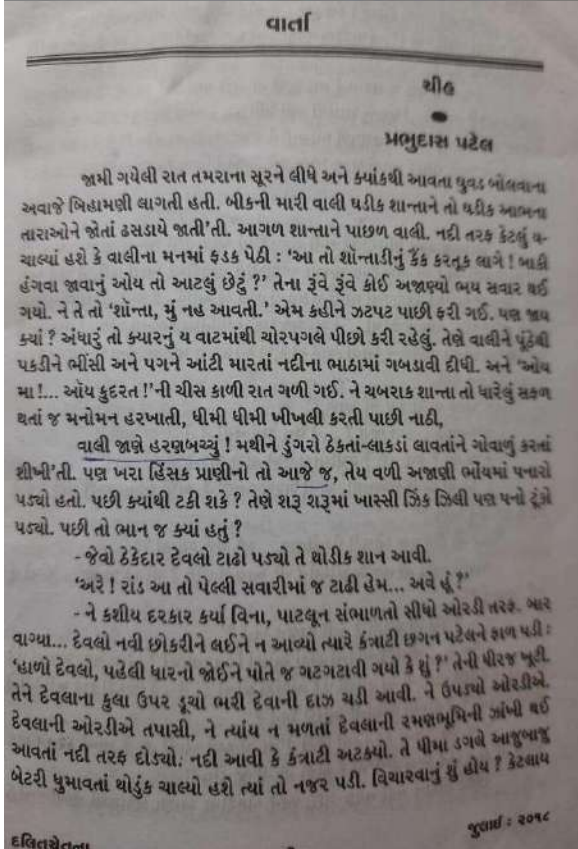 વાર્તા
ચીહ
પ્રભુદાસ પટેલ
જામી ગયેલી રાત તમરાના સૂરને લીધે અને ક્યાંકથી આવતા ઘુવડ બોલવાના
અવાજે બિહામણી લાગતી હતી. બીકની મારી વાલી ઘડીક શાન્તાને તો ઘડીક આભના
તારાઓને જોતાં ઢસડાયે જાતી'તી. આગળ શાન્તાને પાછળ વાલી. નદી તરફ કેટલું ય-
ચાલ્યાં હશે કે વાલીના મનમાં ફડક પેઠી : ‘આ તો શૉન્તાડીનું કૈંક કરતૂક લાગે ! બાકી
હંગવા જાવાનું ઓય તો આટલું છેટું ?' તેના રૂંવે રૂંવે કોઈ અજાણ્યો ભય સવાર થઈ
ગયો. ને તે તો ‘શૉન્તા, મું નહ આવતી.' એમ કહીને ઝટપટ પાછી ફરી ગઈ. પણ જાય
ક્યાં ? અંધારું તો ક્યારનું ય વાટમાંથી ચોરપગલે પીછો કરી રહેલું. તેણે વાલીને પૂંઠેથી
પકડીને ભીંસી અને પગને આંટી મારતાં નદીના ભાઠામાં ગબડાવી દીધી. અને ‘ઓય
મા !... ઑય કુદરત !'ની ચીસ કાળી રાત ગળી ગઈ. ને ચબરાક શાન્તા તો ધારેલું સફળ
થતાં જ મનોમન હરખાતી, ધીમી ધીમી ખીખલી કરતી પાછી નાઠી,
વાલી જાણે હરણબચ્ચું ! મથીને ડુંગરો ઠેકતાં-લાકડાં લાવતાંને ગોવાળું કરતાં
શીખી'તી. પણ ખરા હિંસક પ્રાણીનો તો આજે જ, તેય વળી અજાણી ભોંયમાં પનારો
પડ્યો હતો. પછી ક્યાંથી ટકી શકે ? તેણે શરૂ શરૂમાં ખાસ્સી ઝિંક ઝિલી પણ પનો ટૂંકો
પડ્યો. પછી તો ભાન જ ક્યાં હતું ?
- જેવો ઠેકેદાર દેવલો ટાઢો પડ્યો તે થોડીક શાન આવી.
‘અરૅ ! રાંડ આ તો પેલ્લી સવારીમાં જ ટાઢી હેમ... અવે હૂં ?'
- ને કશીય દરકાર કર્યા વિના, પાટલૂન સંભાળતો સીધો ઓરડી તરફ. બાર
વાગ્યા... દેવલો નવી છોકરીને લઈને ન આવ્યો ત્યારે કંત્રાટી છગન પટેલને ફાળ પડી :
‘હાળો દેવલો, પહેલી ધારનો જોઈને પોતે જ ગટગટાવી ગયો કે શું ?' તેની ધીરજ ખૂટી.
તેને દેવલાના કુલા ઉપર ડૂચો ભરી દેવાની દાઝ ચડી આવી. ને ઉપડ્યો ઓરડીએ.
દેવલાની ઓરડીએ તપાસી, ને ત્યાંય ન મળતાં દેવલાની રમણભૂમિની ઝાંખી થઈ
આવતાં નદી તરફ દોડ્યો. નદી આવી કે કંત્રાટી અટક્યો. તે ધીમા ડગલે આજુબાજુ
બેટરી ઘુમાવતાં થોડુંક ચાલ્યો હશે ત્યાં તો નજર પડી. વિચારવાનું શું હોય ? કેટલાય
જુલાઈ : ૨૦૧૮
દલિતચેતના